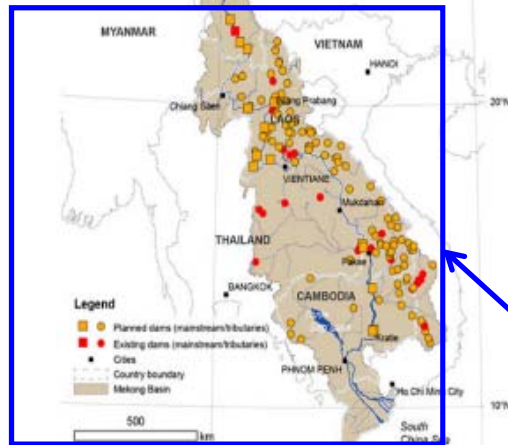 MYANMAR
VIETNAM
HANOI
Chiang Saen
Luang Prabang
20°N
LAOS
VIENTIANE
Mukdahan
THAILAND
Pakse
BANGKOK
CAMBODIA
Legend
Planned dams (mainstream/tributaries)
Existing dams (mainstream/tributaries)
Cities
Country boundary
Mekong Basin
Kratie
PHNOM PENH
Ho Chi Minh City
10°N
500
km
South
China Sea